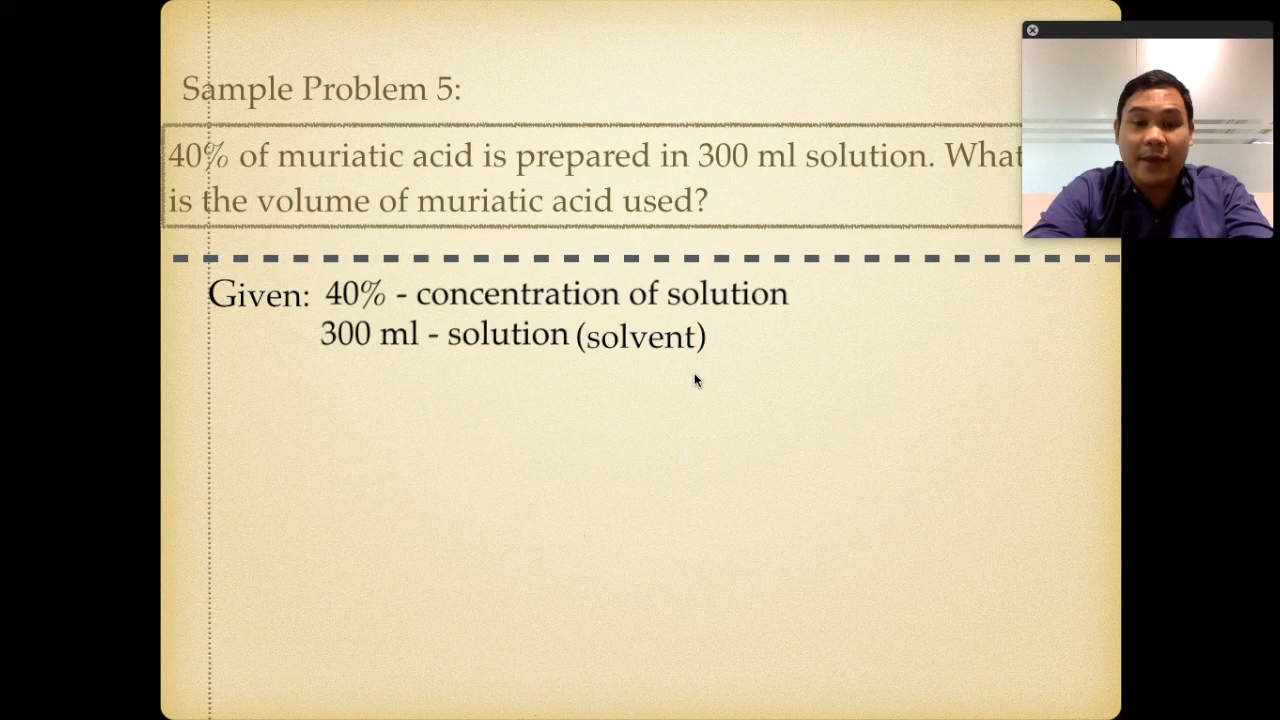 Sample Problem 5:
40% of muriatic acid is prepared in 300 ml solution. What
is the volume of muriatic acid used?
Given: 40% - concentration of solution
300 ml - solution (solvent)